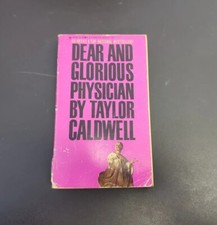 DEAR AND
GLORIOUS
PHYSICIAN
BY TAYLOR
CALDWELL